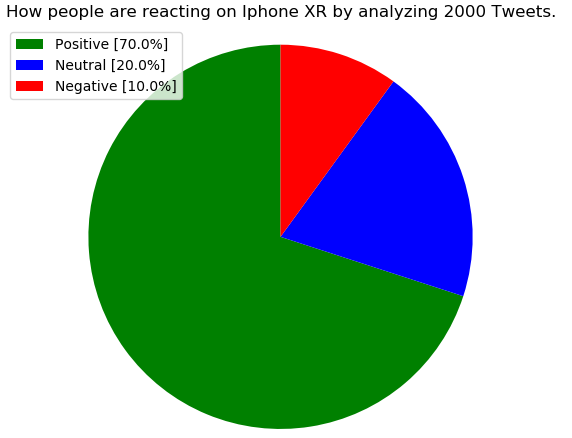 How people are reacting on Iphone XR by analyzing 2000 Tweets.
Positive [70.0%]
Neutral [20.0%]
Negative [10.0%]